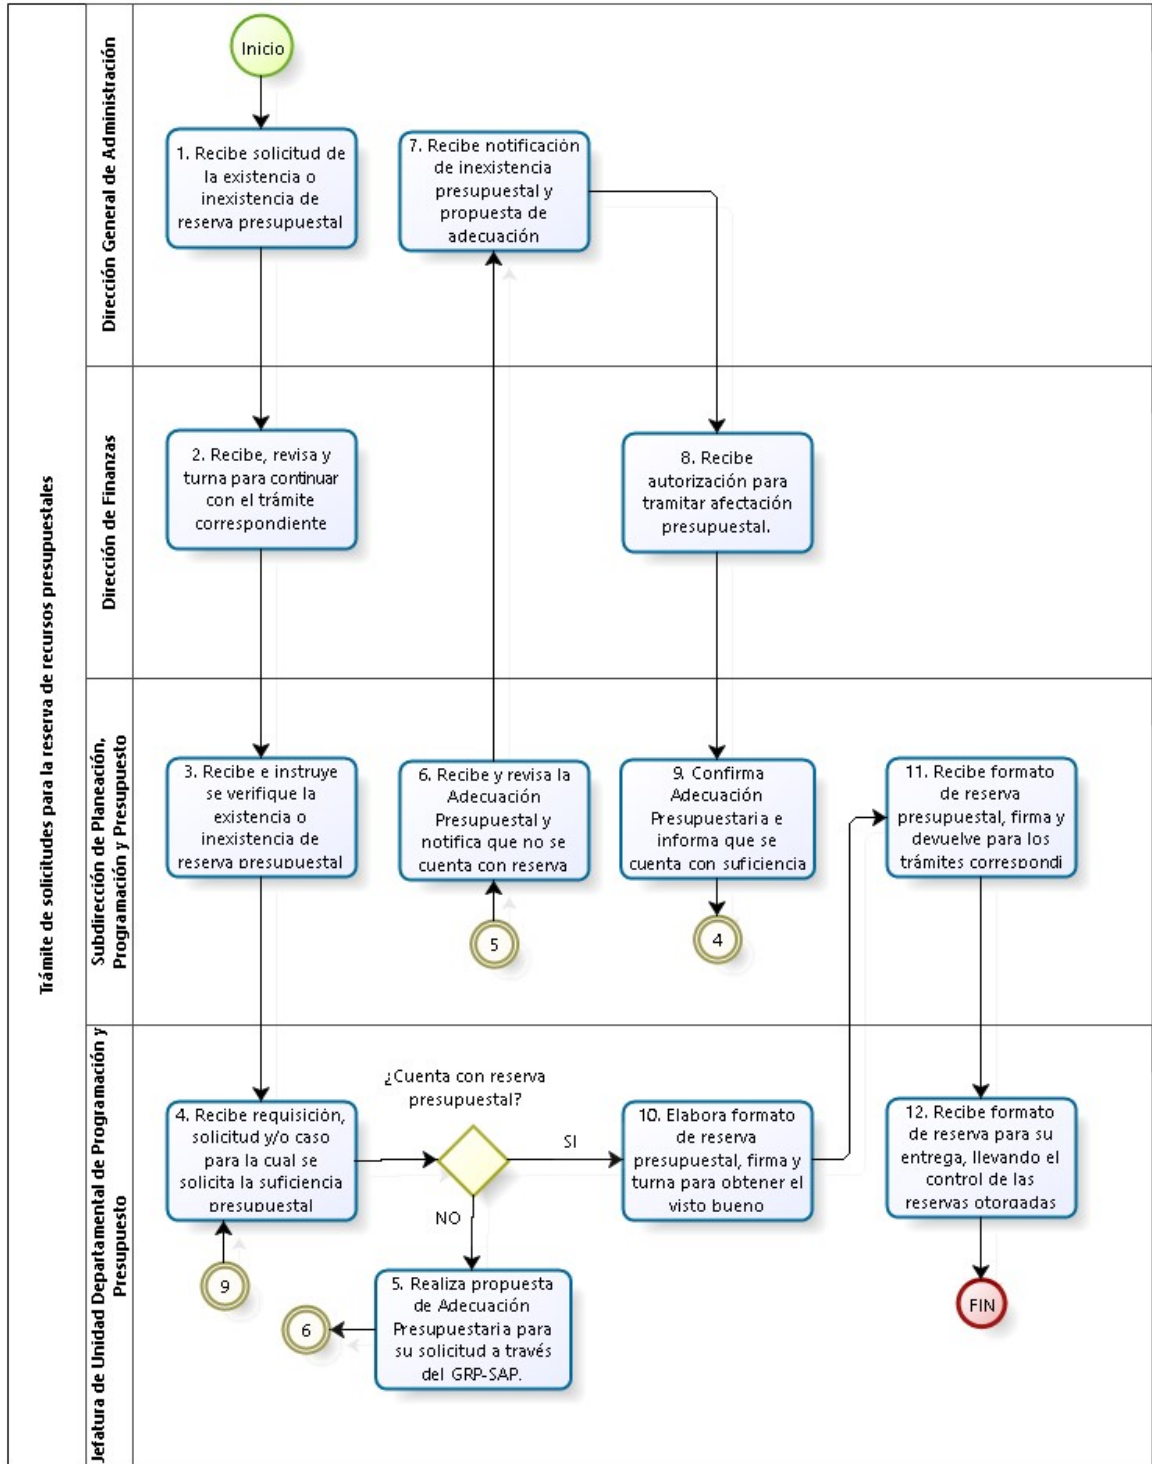 Trámite de solicitudes para la reserva de recursos presupuestales
Dirección General de Administración
Inicio
1. Recibe solicitud de
la existencia o
inexistencia de
reserva presupuestal
7. Recibe notificación
de inexistencia
presupuestal y
propuesta de
adecuación
Dirección de Finanzas
2. Recibe, revisa y
turna para continuar
con el trámite
correspondiente
8. Recibe
autorización para
tramitar afectación
presupuestal.
Subdirección de Planeación,
Programación y Presupuesto
3. Recibe e instruye
se verifique la
existencia o
inexistencia de
reserva presupuestal
6. Recibe y revisa la
Adecuación
Presupuestal y
notifica que no se
cuenta con reserva
5
9. Confirma
Adecuación
Presupuestaria e
informa que se
cuenta con suficiencia
4
11. Recibe formato
de reserva
presupuestal, firma y
devuelve para los
trámites correspondi
Jefatura de Unidad Departamental de Programación y
Presupuesto
4. Recibe requisición,
solicitud y/o caso
para la cual se
solicita la suficiencia
presupuestal
9
¿Cuenta con reserva
presupuestal?
SI
NO
5. Realiza propuesta
de Adecuación
Presupuestaria para
su solicitud a través
del GRP-SAP.
6
10. Elabora formato
de reserva
presupuestal, firma y
turna para obtener el
visto bueno
12. Recibe formato
de reserva para su
entrega, llevando el
control de las
reservas otorgadas
FIN